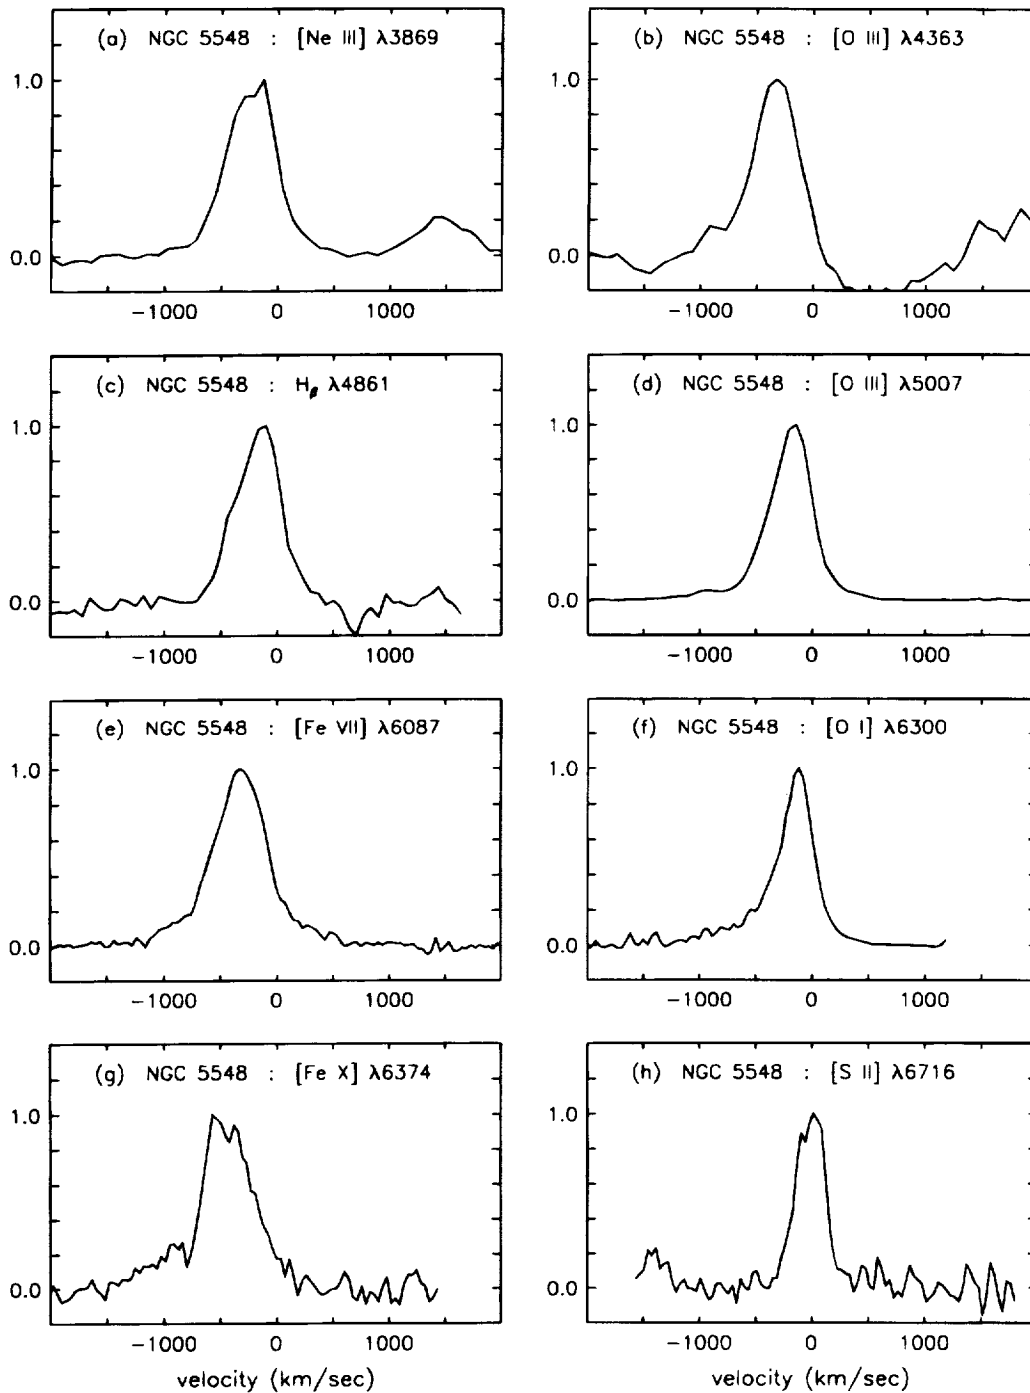 (a) NGC 5548 : [Ne III] λ3869
1.0
0.0
−1000 0 1000
(b) NGC 5548 : [O III] λ4363
1.0
0.0
−1000 0 1000
(c) NGC 5548 : Hβ λ4861
1.0
0.0
−1000 0 1000
(d) NGC 5548 : [O III] λ5007
1.0
0.0
−1000 0 1000
(e) NGC 5548 : [Fe VII] λ6087
1.0
0.0
−1000 0 1000
(f) NGC 5548 : [O I] λ6300
1.0
0.0
−1000 0 1000
(g) NGC 5548 : [Fe X] λ6374
1.0
0.0
−1000 0 1000
velocity (km/sec)
(h) NGC 5548 : [S II] λ6716
1.0
0.0
−1000 0 1000
velocity (km/sec)